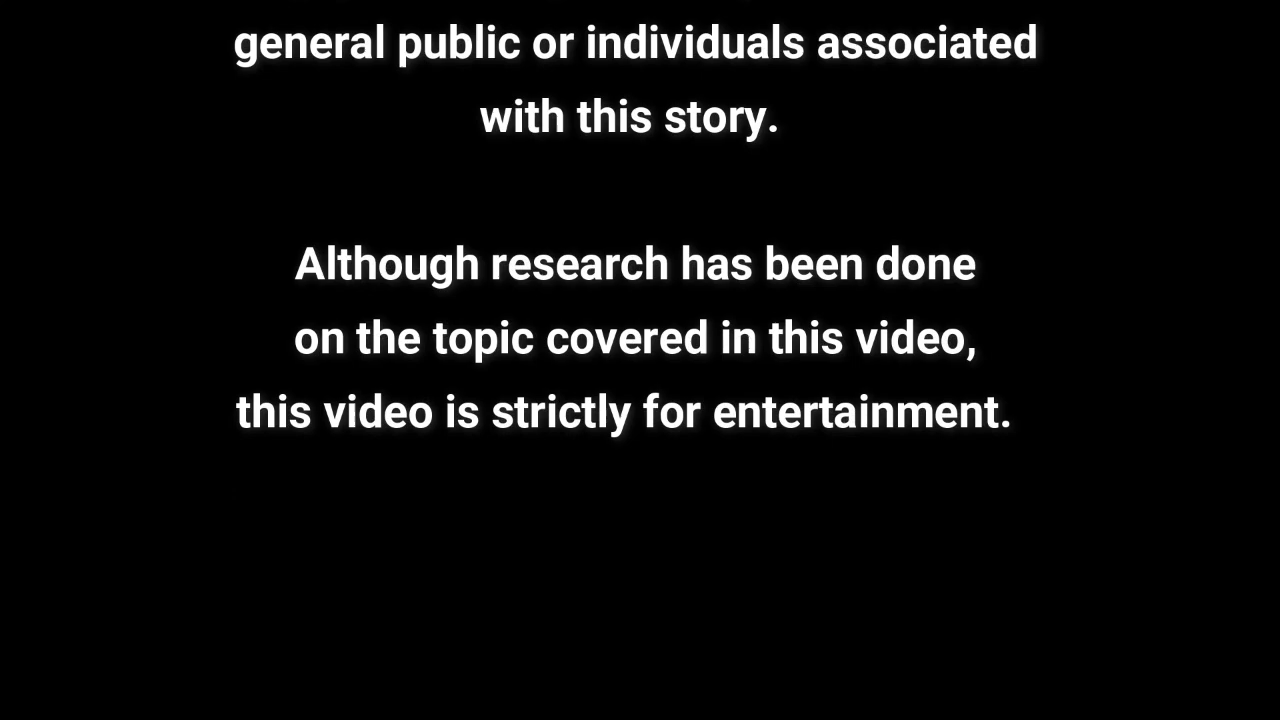 general public or individuals associated
with this story.
Although research has been done
on the topic covered in this video,
this video is strictly for entertainment.